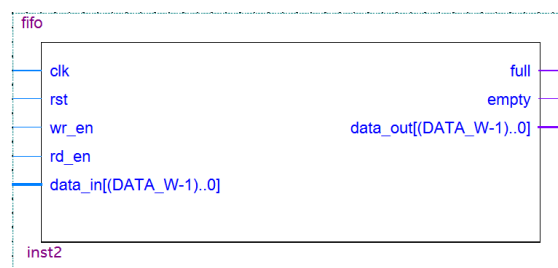 fifo
clk full
rst empty
wr_en data_out[(DATA_W-1)..0]
rd_en
data_in[(DATA_W-1)..0]
inst2